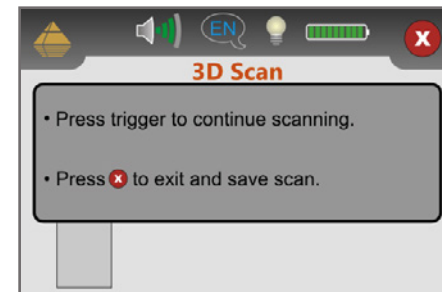 EN
3D Scan
• Press trigger to continue scanning.
• Press X to exit and save scan.